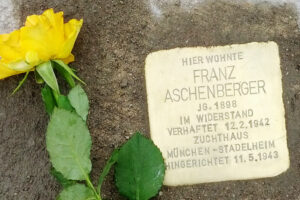 HIER WOHNTE
FRANZ
ASCHENBERGER
JG. 1898
IM WIDERSTAND
VERHAFTET 12.2.1942
ZUCHTHAUS
MÜNCHEN-STADELHEIM
HINGERICHTET 11.5.1943